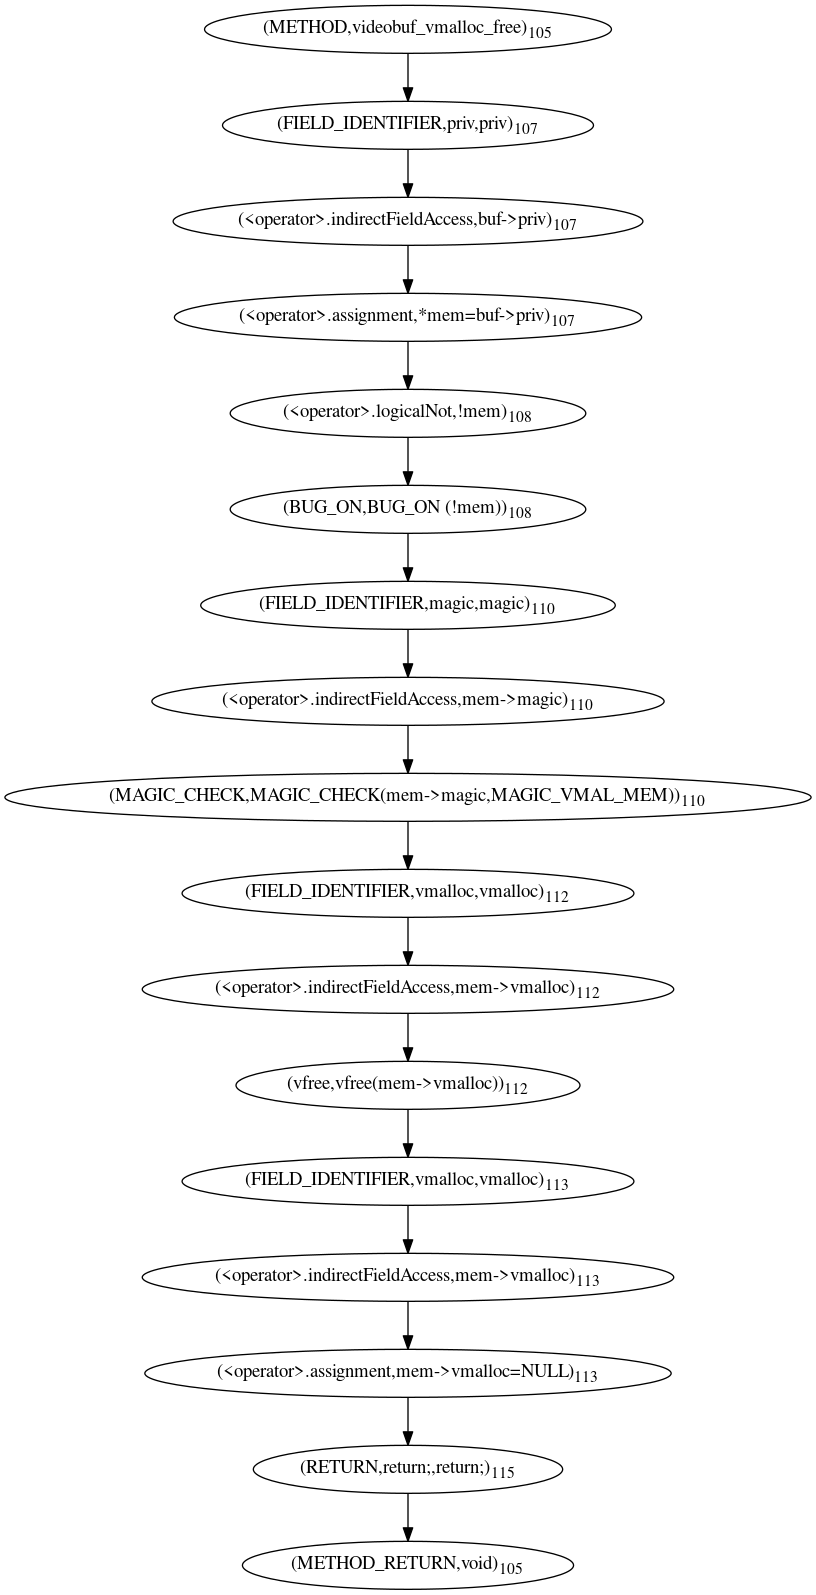 (METHOD,videobuf_vmalloc_free)105
(FIELD_IDENTIFIER,priv,priv)107
(<operator>.indirectFieldAccess,buf->priv)107
(<operator>.assignment,*mem=buf->priv)107
(<operator>.logicalNot,!mem)108
(BUG_ON,BUG_ON (!mem))108
(FIELD_IDENTIFIER,magic,magic)110
(<operator>.indirectFieldAccess,mem->magic)110
(MAGIC_CHECK,MAGIC_CHECK(mem->magic,MAGIC_VMAL_MEM))110
(FIELD_IDENTIFIER,vmalloc,vmalloc)112
(<operator>.indirectFieldAccess,mem->vmalloc)112
(vfree,vfree(mem->vmalloc))112
(FIELD_IDENTIFIER,vmalloc,vmalloc)113
(<operator>.indirectFieldAccess,mem->vmalloc)113
(<operator>.assignment,mem->vmalloc=NULL)113
(RETURN,return;,return;)115
(METHOD_RETURN,void)105